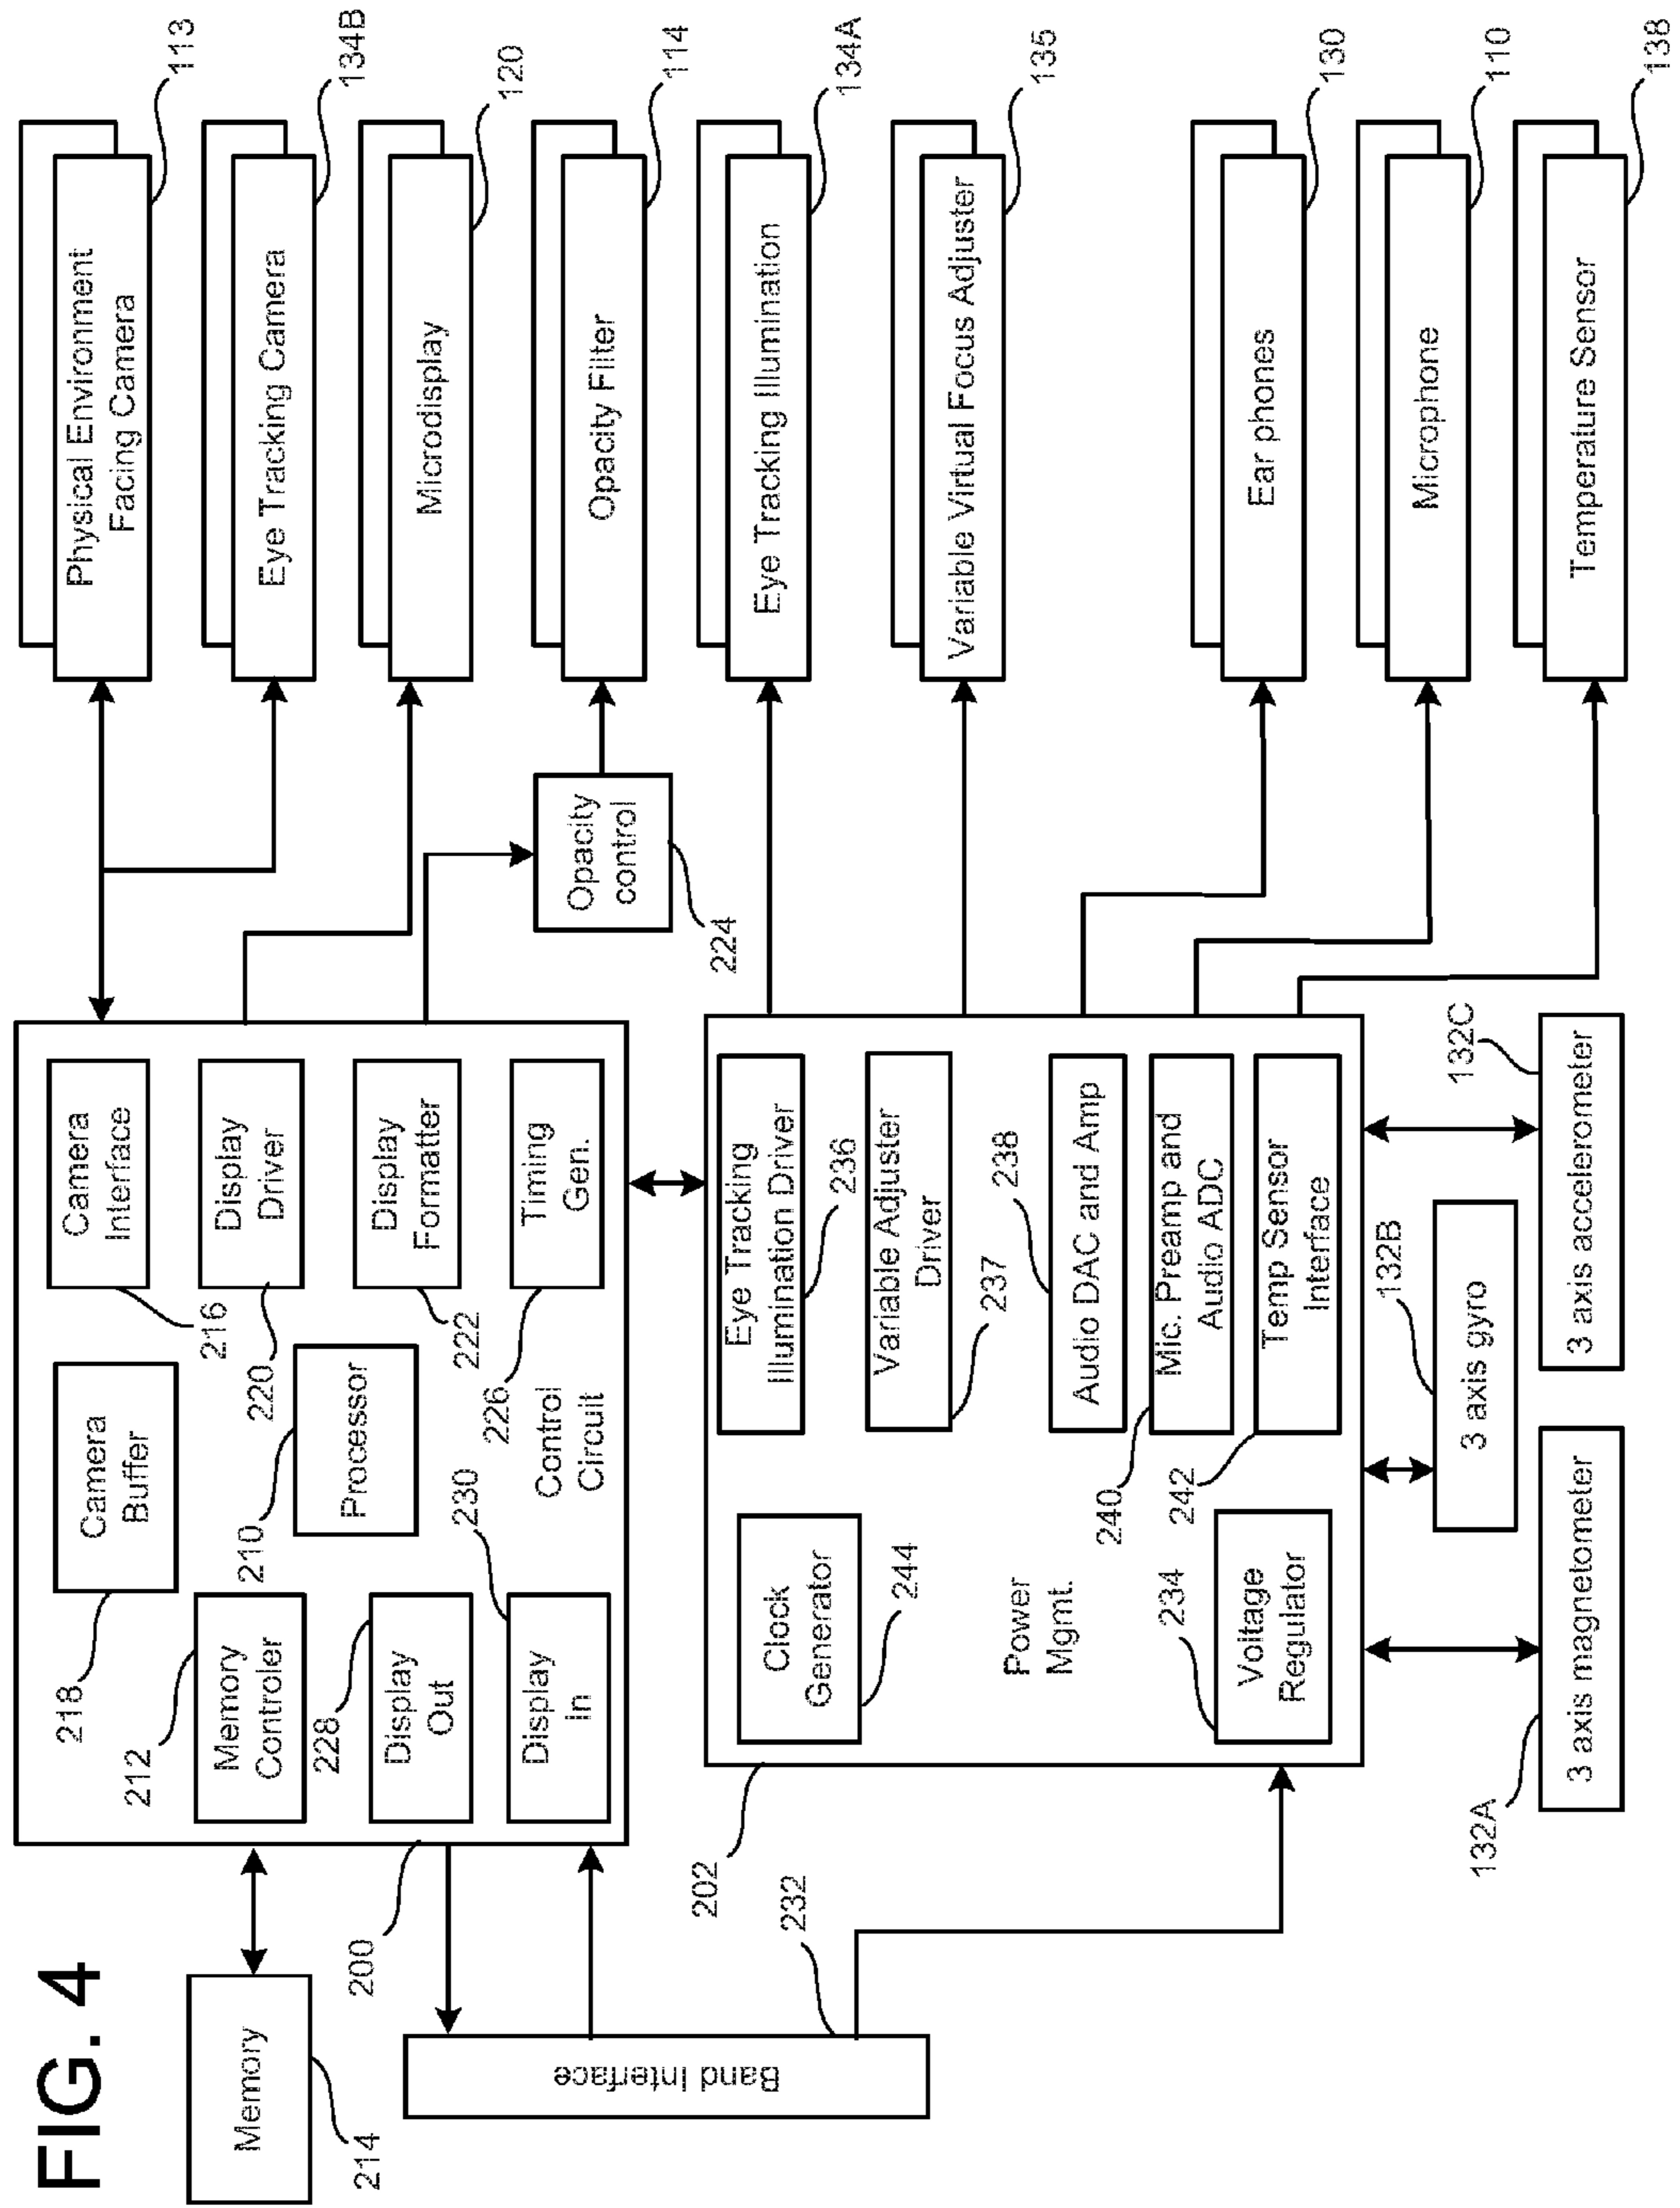 FIG. 4
Memory
214
Band Interface
232
200
202
Memory
Controler
212
Camera
Buffer
218
Camera
Interface
216
Display
Driver
220
Processor
210
Display
Out
228
Display
Formatter
222
Display
In
230
Control
Circuit
Timing
Gen.
226
Clock
Generator
244
Power
Mgmt.
Voltage
Regulator
234
Eye Tracking
Illumination Driver
236
Variable Adjuster
Driver
237
Audio DAC and Amp
238
Mic. Preamp and
Audio ADC
240
Temp Sensor
Interface
242
3 axis magnetometer
132A
3 axis gyro
132B
3 axis accelerometer
132C
Opacity
control
224
Physical Environment
Facing Camera
113
Eye Tracking Camera
134B
Microdisplay
120
Opacity Filter
114
Eye Tracking Illumination
134A
Variable Virtual Focus Adjuster
135
Ear phones
130
Microphone
110
Temperature Sensor
138